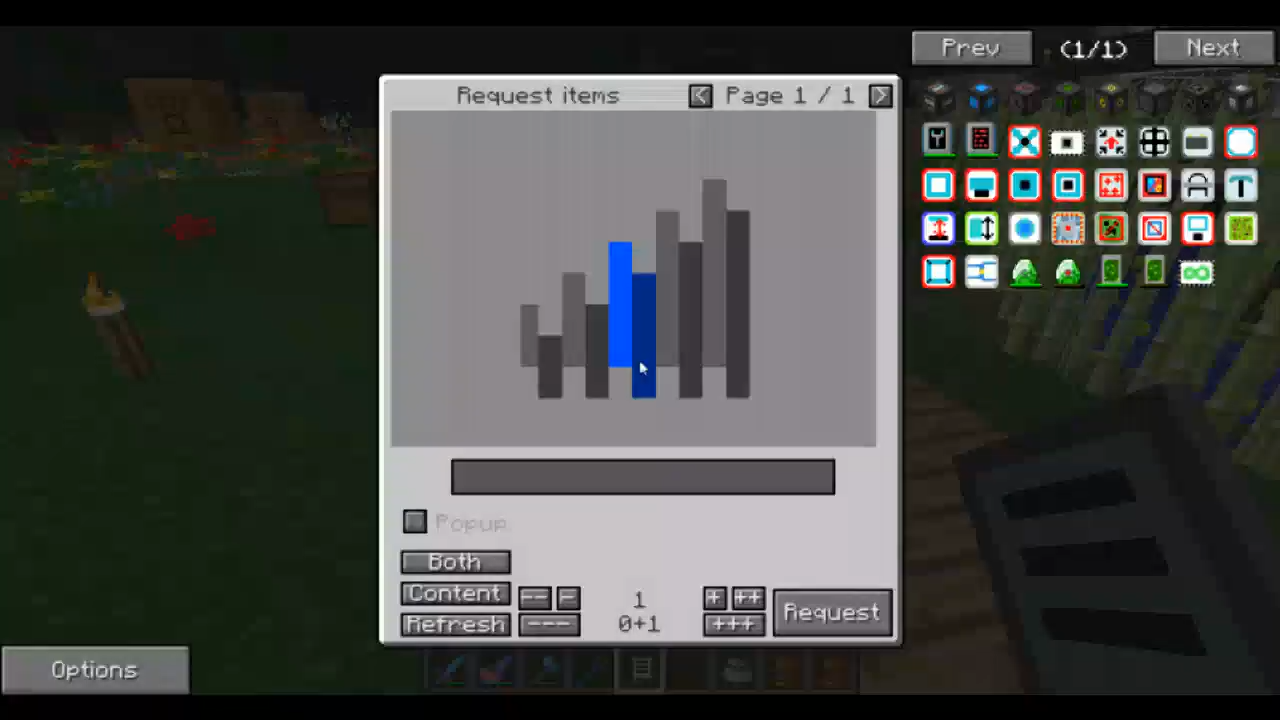 Prev (1/1) Next
Request items < Page 1 / 1 >
Popup
Both
Content -- - 1 + ++
Refresh --- 0+1 +++ Request
Options